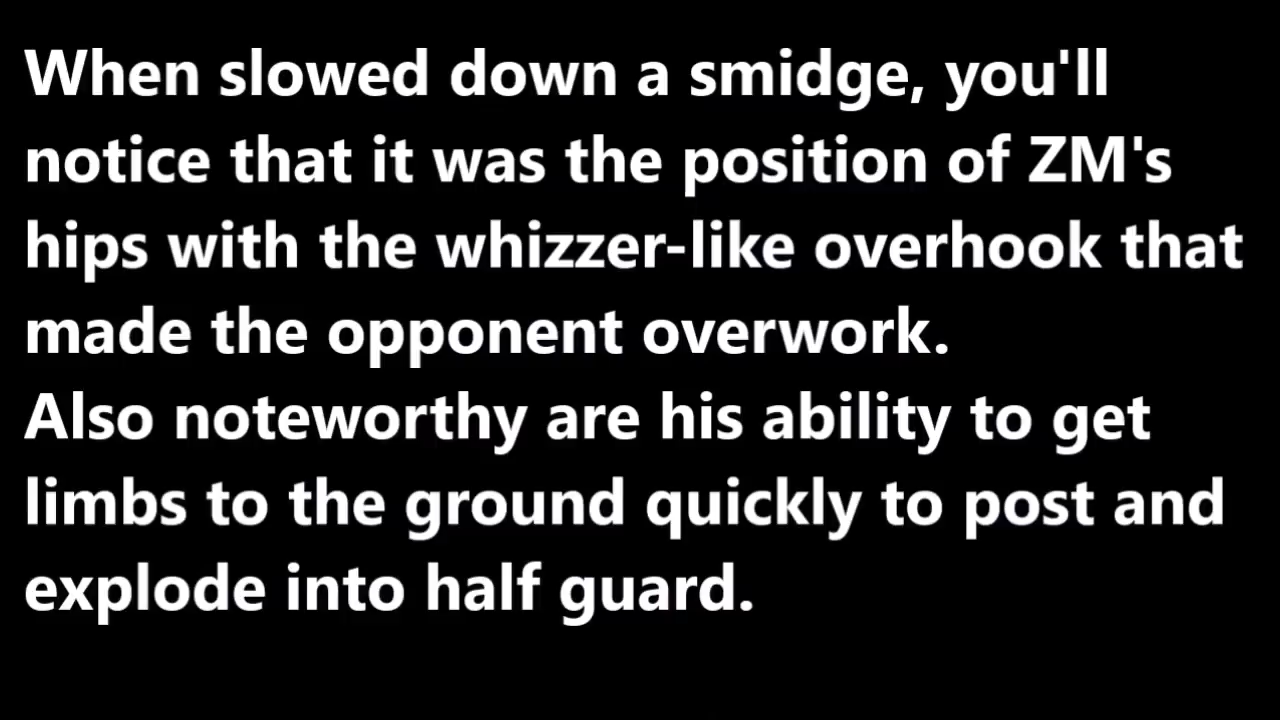 When slowed down a smidge, you'll
notice that it was the position of ZM's
hips with the whizzer-like overhook that
made the opponent overwork.
Also noteworthy are his ability to get
limbs to the ground quickly to post and
explode into half guard.